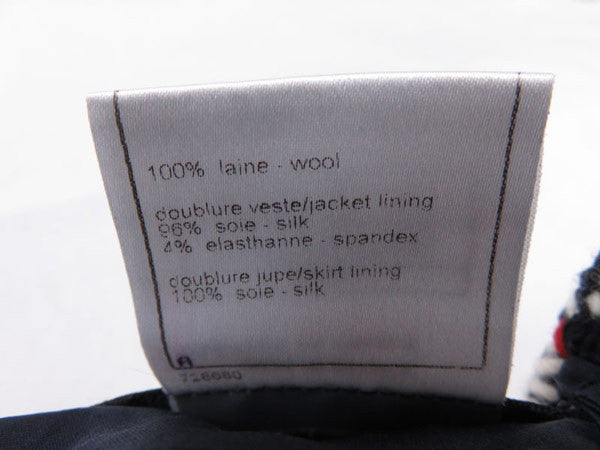 100% laine - wool
doublure veste/jacket lining
96% soie - silk
4% elasthanne - spandex
doublure jupe/skirt lining
100% soie - silk
728680